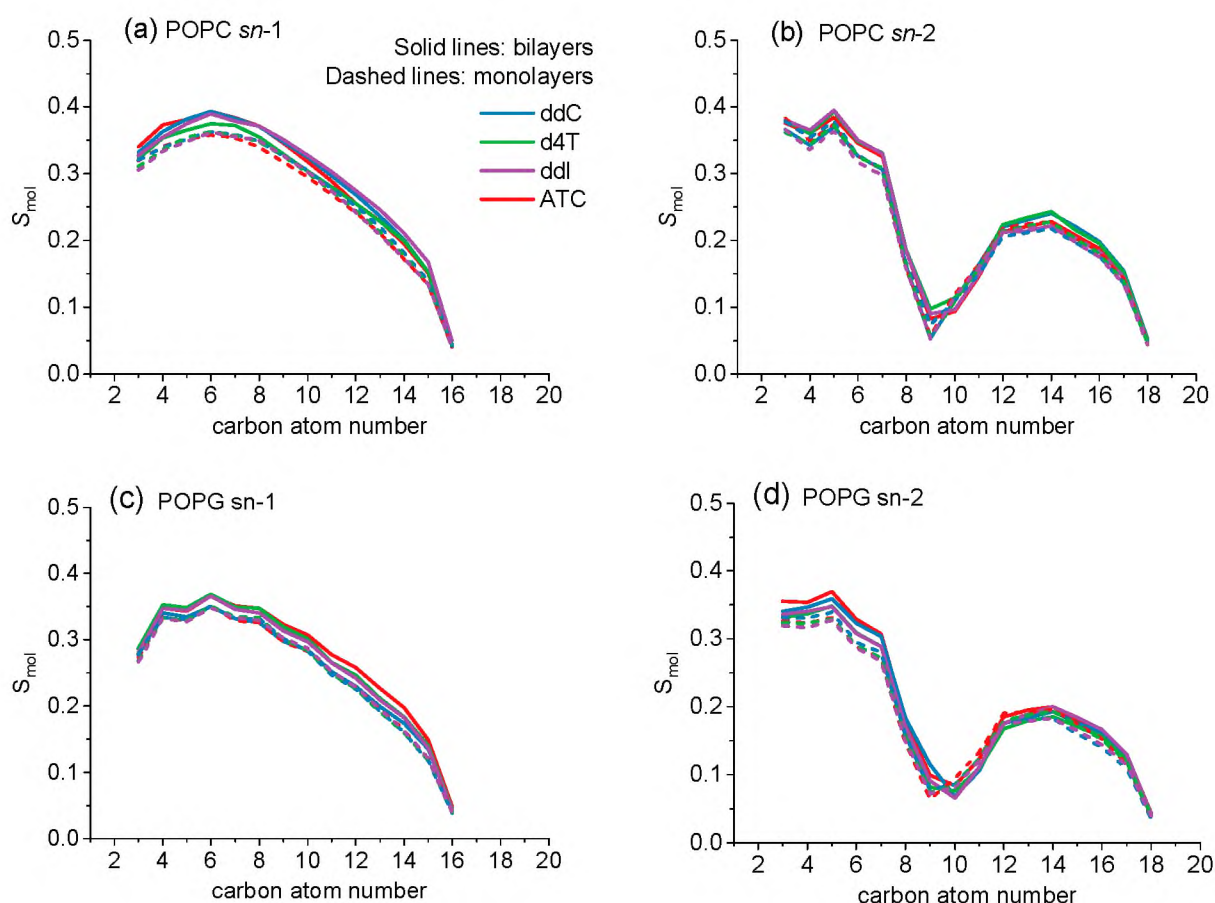 (a) POPC sn-1
Solid lines: bilayers
Dashed lines: monolayers
ddC
d4T
ddI
ATC
0.5
0.4
0.3
0.2
0.1
0.0
Smol
2 4 6 8 10 12 14 16 18 20
carbon atom number
(b) POPC sn-2
0.5
0.4
0.3
0.2
0.1
0.0
Smol
2 4 6 8 10 12 14 16 18 20
carbon atom number
(c) POPG sn-1
0.5
0.4
0.3
0.2
0.1
0.0
Smol
2 4 6 8 10 12 14 16 18 20
carbon atom number
(d) POPG sn-2
0.5
0.4
0.3
0.2
0.1
0.0
Smol
2 4 6 8 10 12 14 16 18 20
carbon atom number